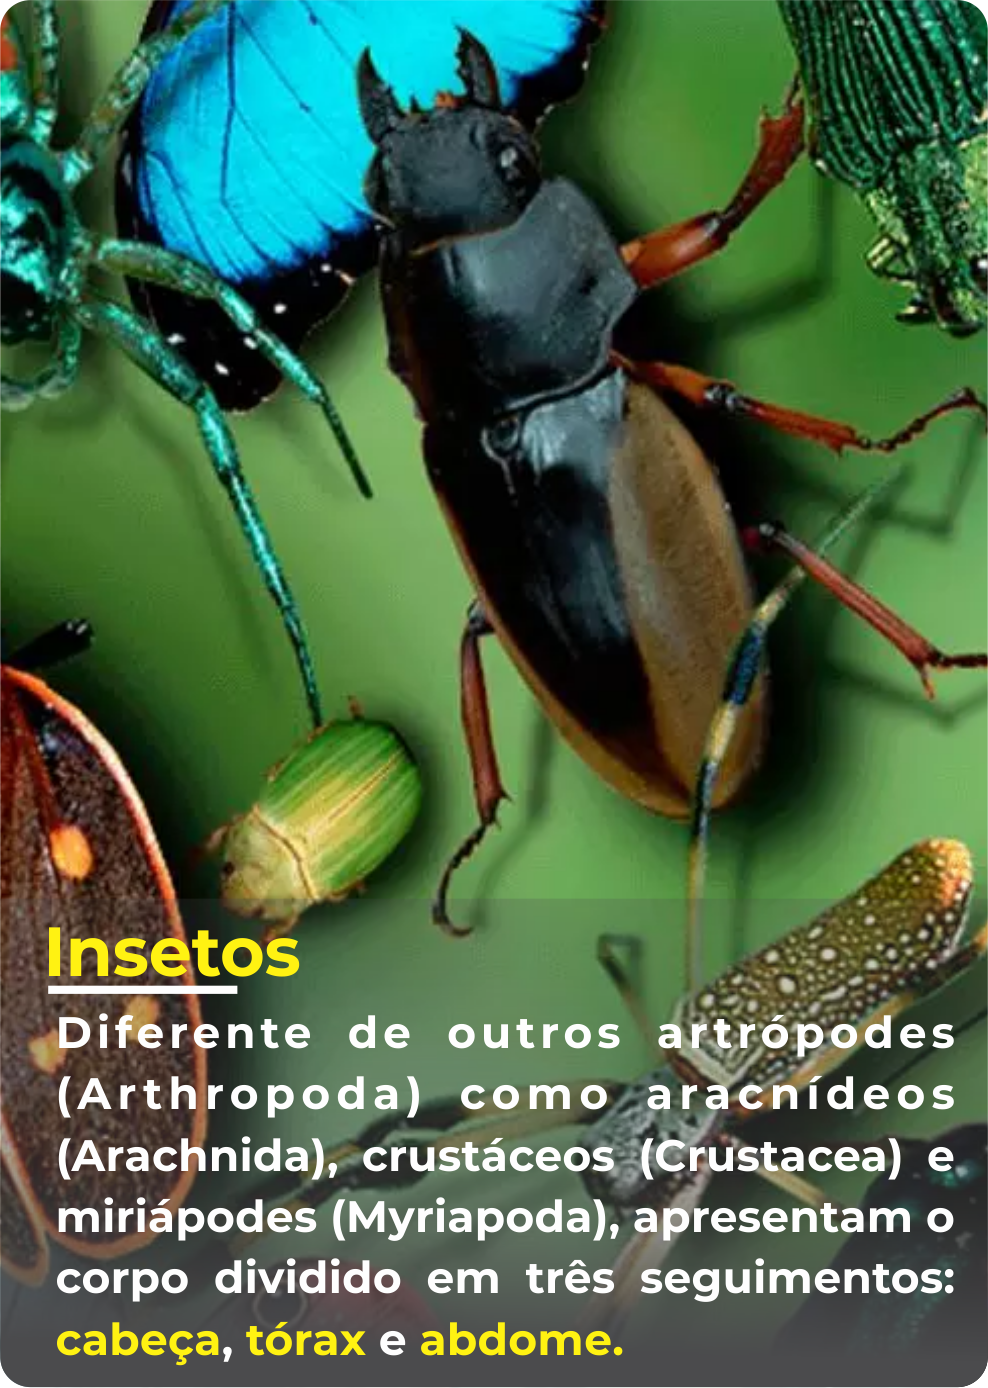 Insetos
Diferente de outros artrópodes
(Arthropoda) como aracnídeos
(Arachnida), crustáceos (Crustacea) e
miriápodes (Myriapoda), apresentam o
corpo dividido em três seguimentos:
cabeça, tórax e abdome.